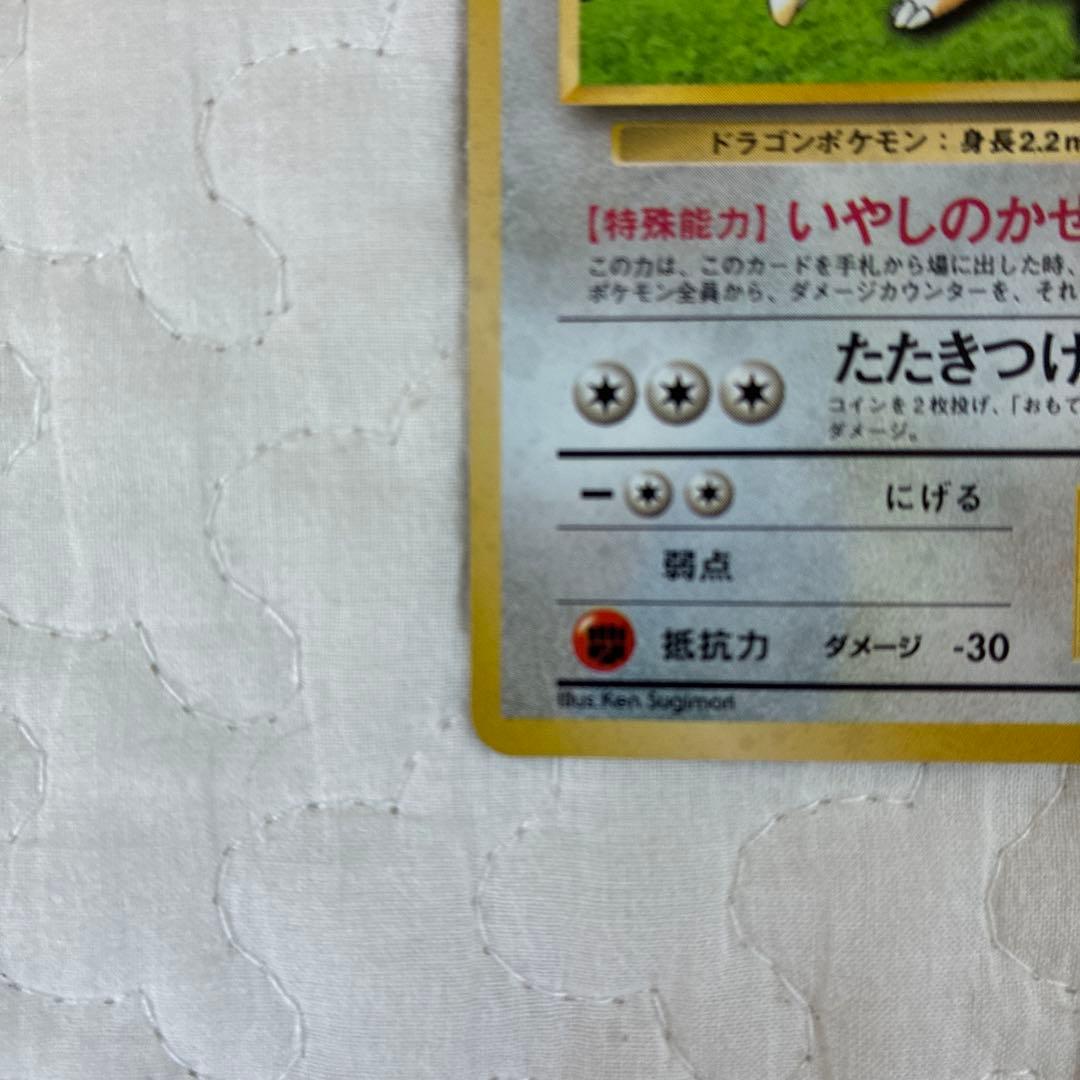 ドラゴンポケモン：身長2.2m
【特殊能力】いやしのかせ
この力は、このカードを手札から場に出した時、
ポケモン全員から、ダメージカウンターを、それ
たたきつけ
コインを2枚投げ、「おもて
ダメージ。
− にげる
弱点
抵抗力 ダメージ -30
Illus. Ken Sugimori